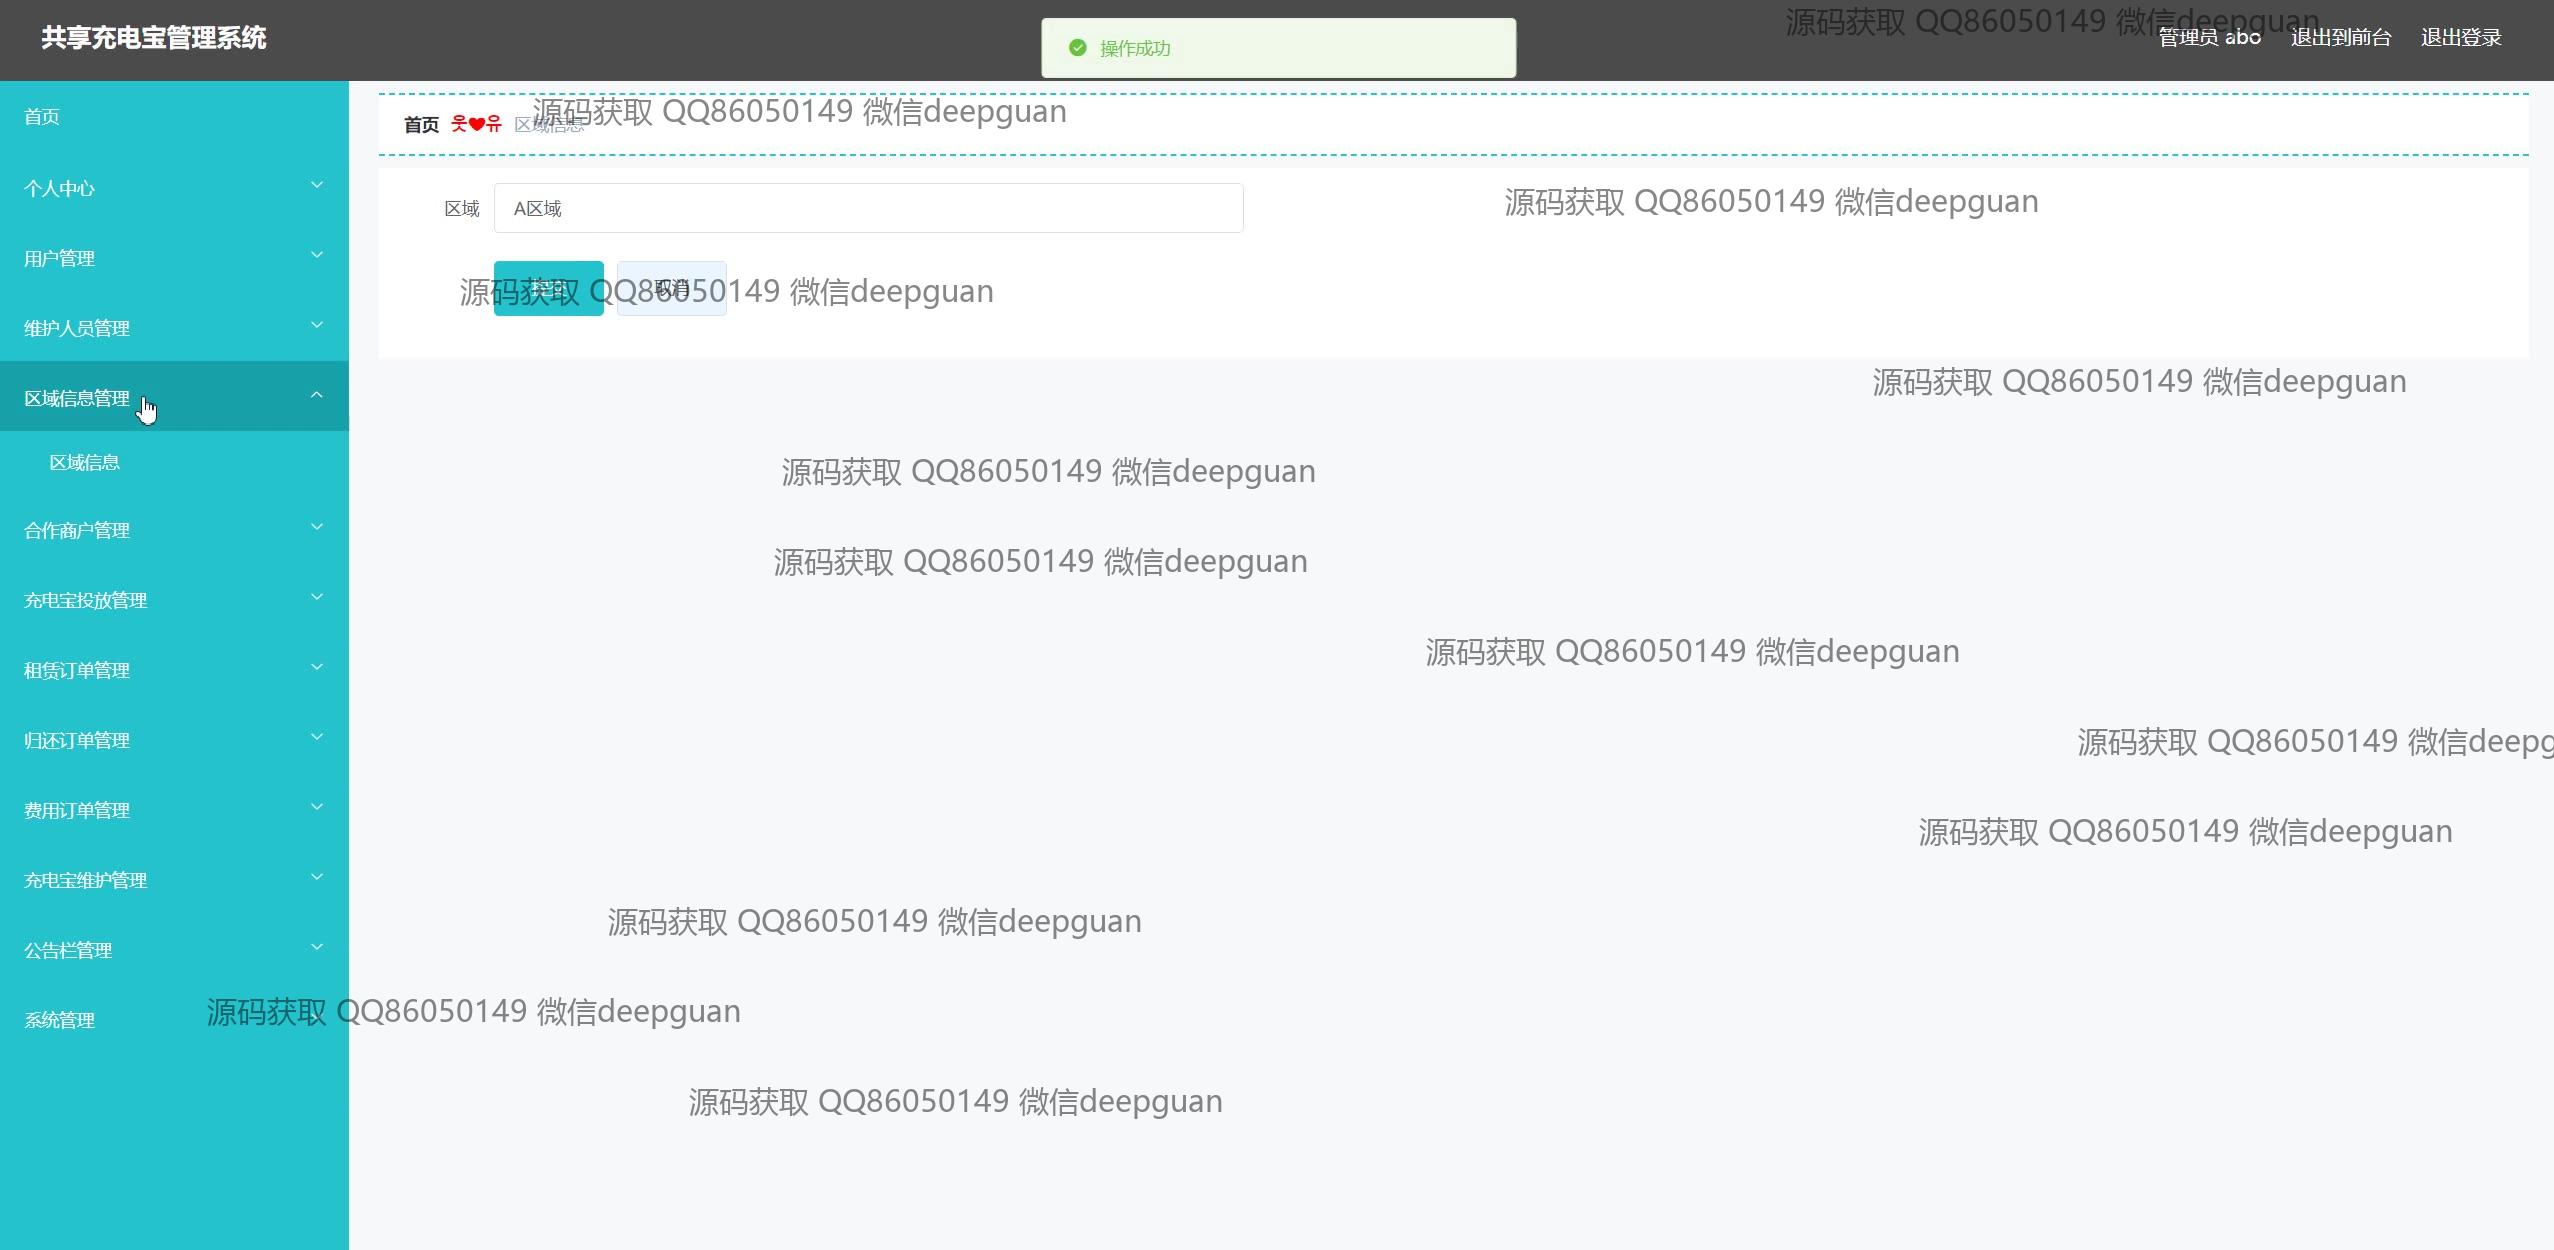 共享充电宝管理系统
操作成功
源码获取 QQ86050149 微信deepguan
管理员 abo 退出到前台 退出登录
首页
源码获取 QQ86050149 微信deepguan
首页 웃❤유 区域信息
个人中心
区域 A区域
源码获取 QQ86050149 微信deepguan
用户管理
取消
源码获取 QQ86050149 微信deepguan
维护人员管理
源码获取 QQ86050149 微信deepguan
区域信息管理
区域信息
源码获取 QQ86050149 微信deepguan
合作商户管理
源码获取 QQ86050149 微信deepguan
充电宝投放管理
源码获取 QQ86050149 微信deepguan
租赁订单管理
归还订单管理
源码获取 QQ86050149 微信deepg
费用订单管理
源码获取 QQ86050149 微信deepguan
充电宝维护管理
源码获取 QQ86050149 微信deepguan
公告栏管理
系统管理
源码获取 QQ86050149 微信deepguan
源码获取 QQ86050149 微信deepguan